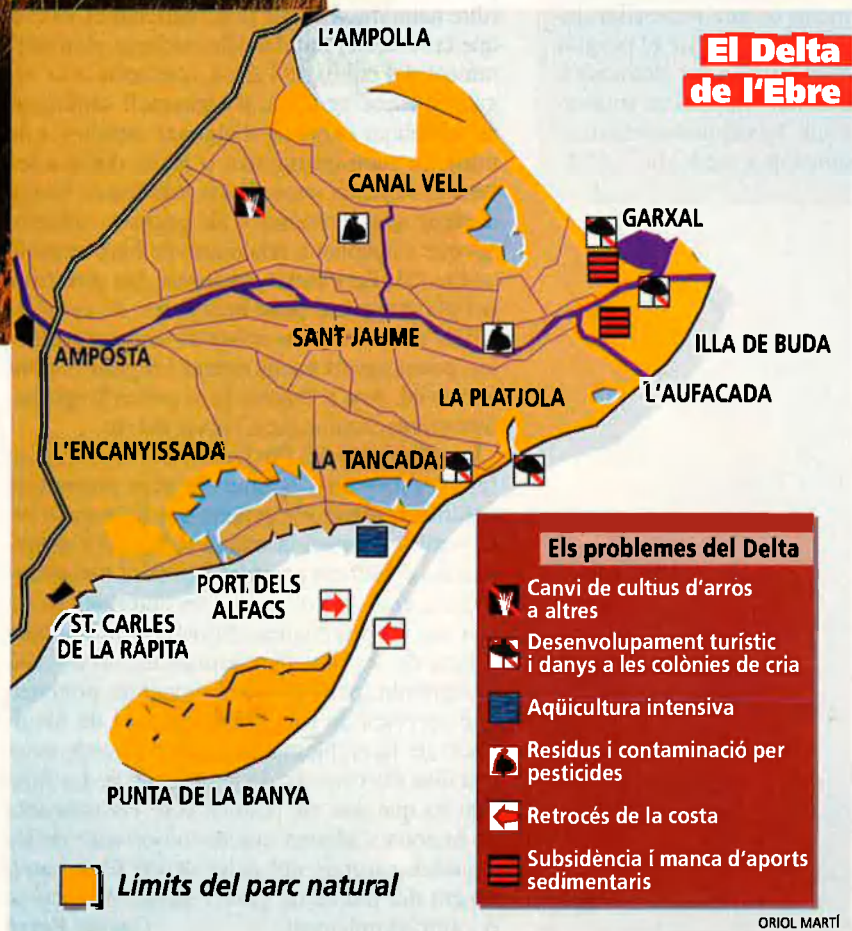 El Delta
de l'Ebre
L'AMPOLLA
CANAL VELL
GARXAL
AMPOSTA
SANT JAUME
ILLA DE BUDA
L'AUFACADA
LA PLATJOLA
L'ENCANYISSADA
LA TANCADA
PORT DELS
ALFACS
ST. CARLES
DE LA RÀPITA
PUNTA DE LA BANYA
Límits del parc natural
Els problemes del Delta
Canvi de cultius d'arros
a altres
Desenvolupament turístic
i danys a les colònies de cria
Aqüicultura intensiva
Residus i contaminació per
pesticides
Retrocés de la costa
Subsidència i manca d'aports
sedimentaris
ORIOL MARTÍ